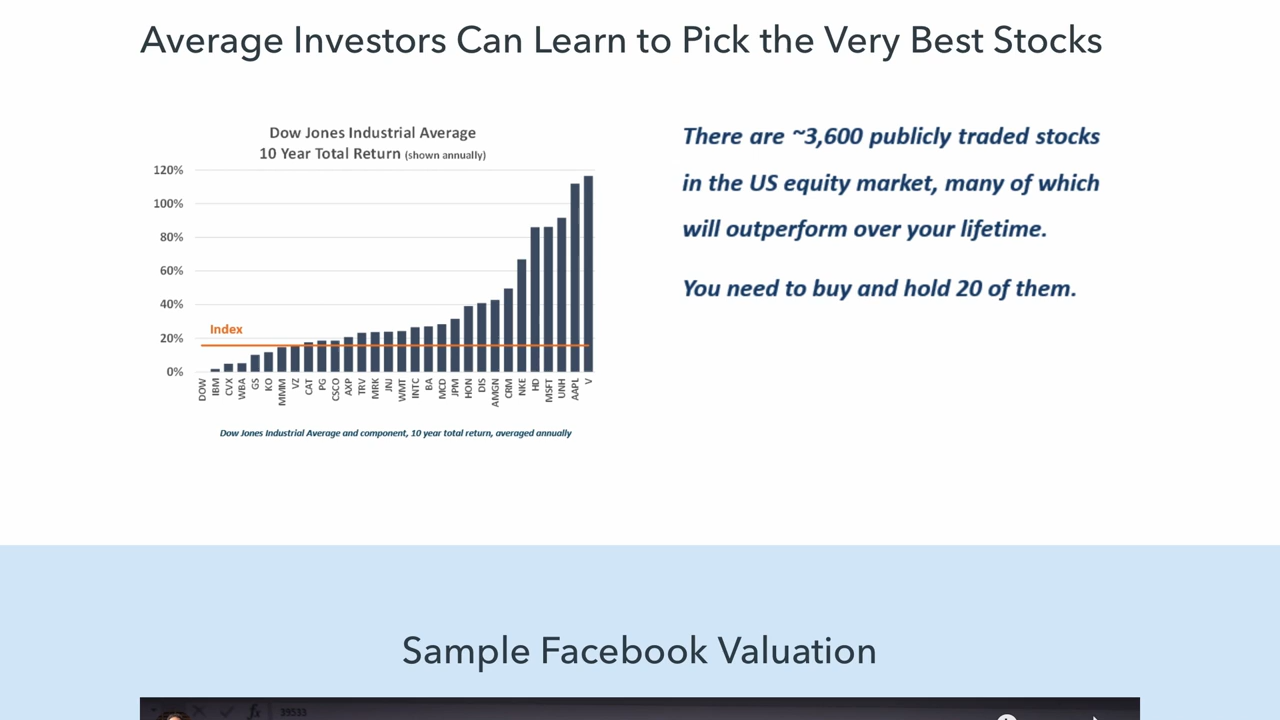 Average Investors Can Learn to Pick the Very Best Stocks
Dow Jones Industrial Average
10 Year Total Return (shown annually)
120%
100%
80%
60%
40%
20%
0%
Index
DOW IBM CVX WBA GS KO MMM VZ CAT PG CSCO AXP TRV MRK JNJ WMT INTC BA MCD JPM HON DIS AMGN CRM NKE HD MSFT UNH AAPL V
Dow Jones Industrial Average and component, 10 year total return, averaged annually
There are ~3,600 publicly traded stocks
in the US equity market, many of which
will outperform over your lifetime.
You need to buy and hold 20 of them.
Sample Facebook Valuation
fx 39533